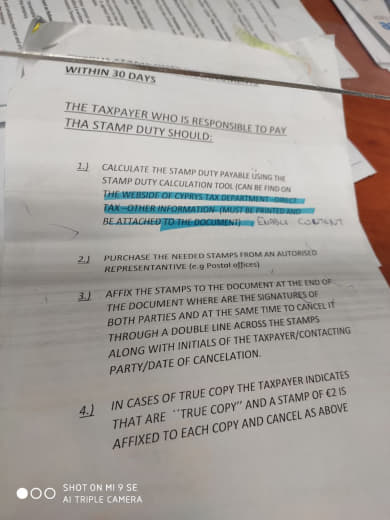 WITHIN 30 DAYS
THE TAXPAYER WHO IS RESPONSIBLE TO PAY
THA STAMP DUTY SHOULD:
1.) CALCULATE THE STAMP DUTY PAYABLE USING THE
STAMP DUTY CALCULATION TOOL (CAN BE FIND ON
THE WEBSIDE OF CYPRYS TAX DEPARTMENT-DIRECT
TAX-OTHER INFORMATION (MUST BE PRINTED AND
BE ATTACHED TO THE DOCUMENT) ENABLE CONTENT
2.) PURCHASE THE NEEDED STAMPS FROM AN AUTORISED
REPRESENTANTIVE (e.g Postal offices)
3.) AFFIX THE STAMPS TO THE DOCUMENT AT THE END OF
THE DOCUMENT WHERE ARE THE SIGNATURES OF
BOTH PARTIES AND AT THE SAME TIME TO CANCEL IT
THROUGH A DOUBLE LINE ACROSS THE STAMPS
ALONG WITH INITIALS OF THE TAXPAYER/CONTACTING
PARTY/DATE OF CANCELATION.
4.) IN CASES OF TRUE COPY THE TAXPAYER INDICATES
THAT ARE ''TRUE COPY" AND A STAMP OF €2 IS
AFFIXED TO EACH COPY AND CANCEL AS ABOVE
SHOT ON MI 9 SE
AI TRIPLE CAMERA